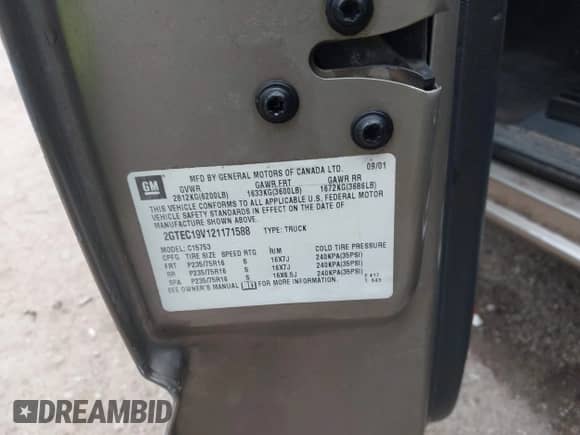 GM
MFD BY GENERAL MOTORS OF CANADA LTD. 09/01
GVWR GAWR FRT GAWR RR
2812KG(6200LB) 1633KG(3600LB) 1672KG(3686LB)
THIS VEHICLE CONFORMS TO ALL APPLICABLE U.S. FEDERAL MOTOR
VEHICLE SAFETY STANDARDS IN EFFECT ON THE DATE OF
MANUFACTURE SHOWN ABOVE.
2GTEC19V121171588 TYPE: TRUCK
MODEL: C15753
CPFG TIRE SIZE SPEED RTG RIM COLD TIRE PRESSURE
FRT P235/75R16 S 16X7J 240KPA(35PSI)
RR P235/75R16 S 16X7J 240KPA(35PSI)
SPA P235/75R16 S 16X6.5J 240KPA(35PSI)
SEE OWNER'S MANUAL FOR MORE INFORMATION.
DREAMBID